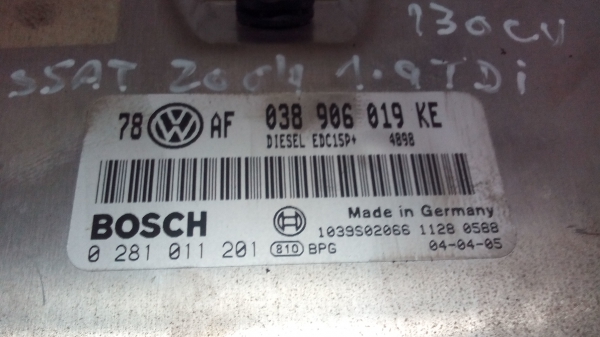 130cv
SSAT 2004 1.9TDi
78 VW AF 038 906 019 KE
DIESEL EDC15P+ 4898
BOSCH Made in Germany
1039S02066 1128 0588
0 281 011 201 810 BPG 04-04-05